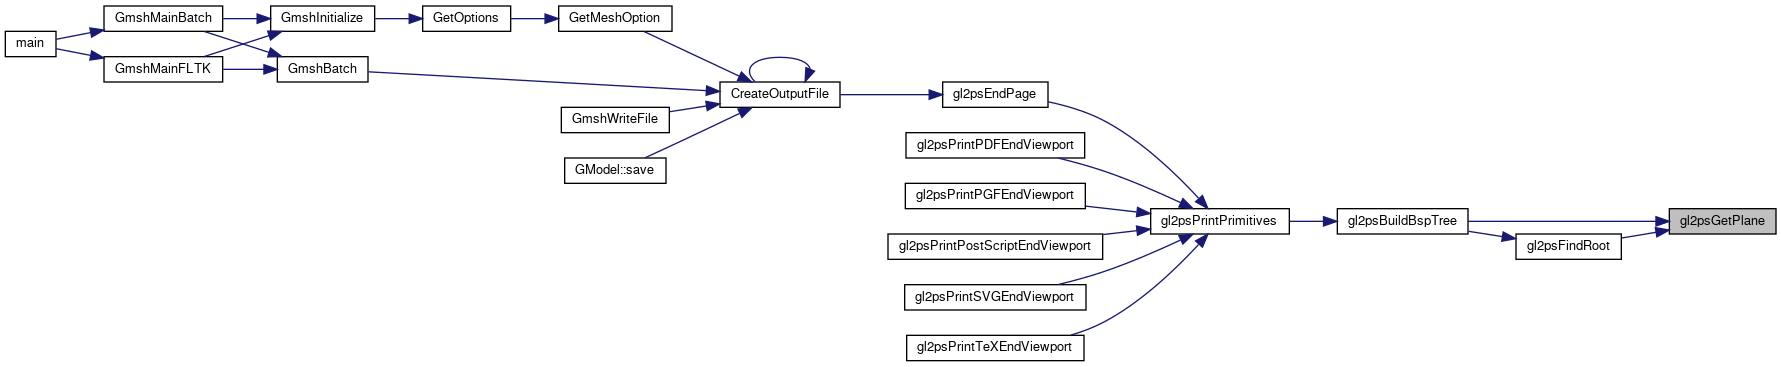 main
GmshMainBatch
GmshMainFLTK
GmshInitialize
GmshBatch
GetOptions
GetMeshOption
GmshWriteFile
GModel::save
CreateOutputFile
gl2psEndPage
gl2psPrintPDFEndViewport
gl2psPrintPGFEndViewport
gl2psPrintPostScriptEndViewport
gl2psPrintSVGEndViewport
gl2psPrintTeXEndViewport
gl2psPrintPrimitives
gl2psBuildBspTree
gl2psFindRoot
gl2psGetPlane